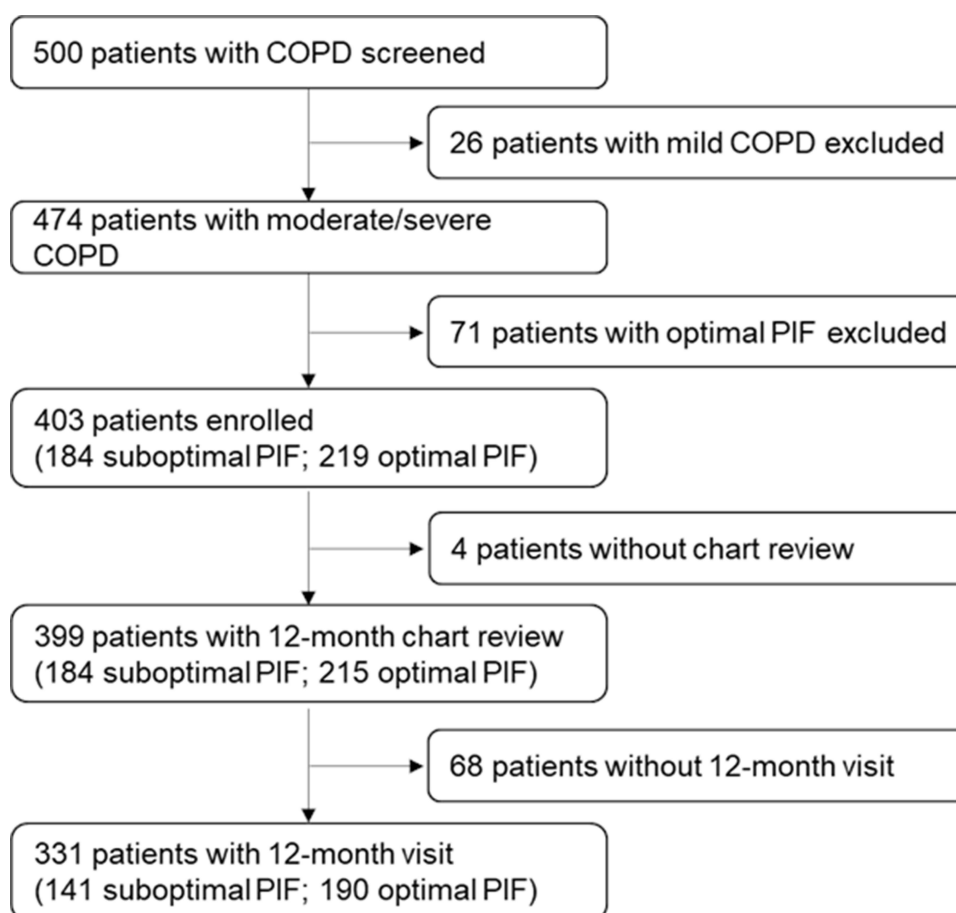 500 patients with COPD screened
26 patients with mild COPD excluded
474 patients with moderate/severe
COPD
71 patients with optimal PIF excluded
403 patients enrolled
(184 suboptimal PIF; 219 optimal PIF)
4 patients without chart review
399 patients with 12-month chart review
(184 suboptimal PIF; 215 optimal PIF)
68 patients without 12-month visit
331 patients with 12-month visit
(141 suboptimal PIF; 190 optimal PIF)